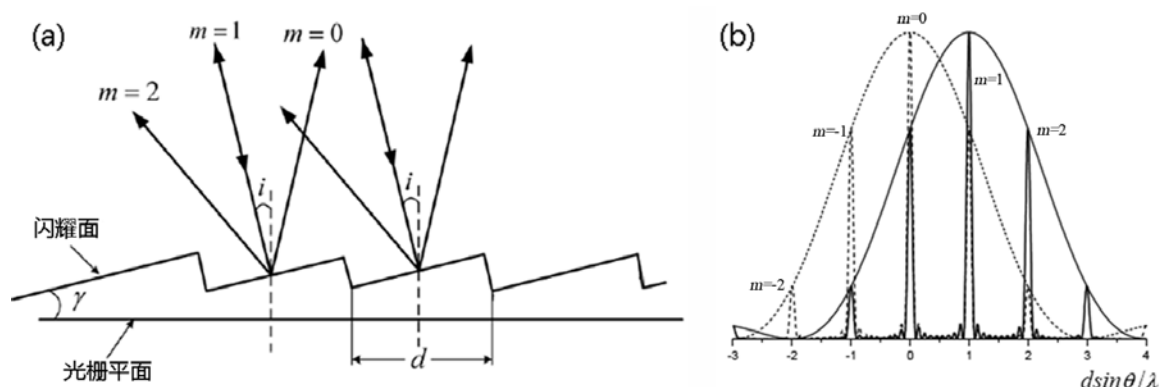 (a)
m = 1
m = 0
m = 2
i
i
闪耀面
γ
d
光栅平面
(b)
m=0
m=1
m=-1
m=2
m=-2
-3 -2 -1 0 1 2 3 4
dsinθ/λ